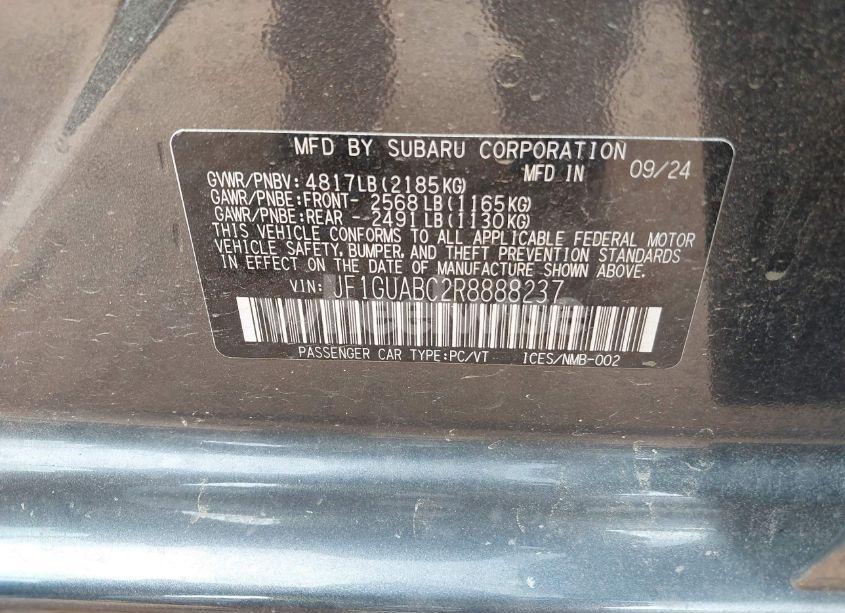 MFD BY SUBARU CORPORATION
MFD IN 09/24
GVWR/PNBV: 4817LB(2185KG)
GAWR/PNBE:FRONT- 2568LB(1165KG)
GAWR/PNBE:REAR --2491LB(1130KG)
THIS VEHICLE CONFORMS TO ALL APPLICABLE FEDERAL MOTOR
VEHICLE SAFETY, BUMPER, AND THEFT PREVENTION STANDARDS
IN EFFECT ON THE DATE OF MANUFACTURE SHOWN ABOVE.
VIN: JF1GUABC2R8888237
PASSENGER CAR TYPE:PC/VT ICES/NMB-002